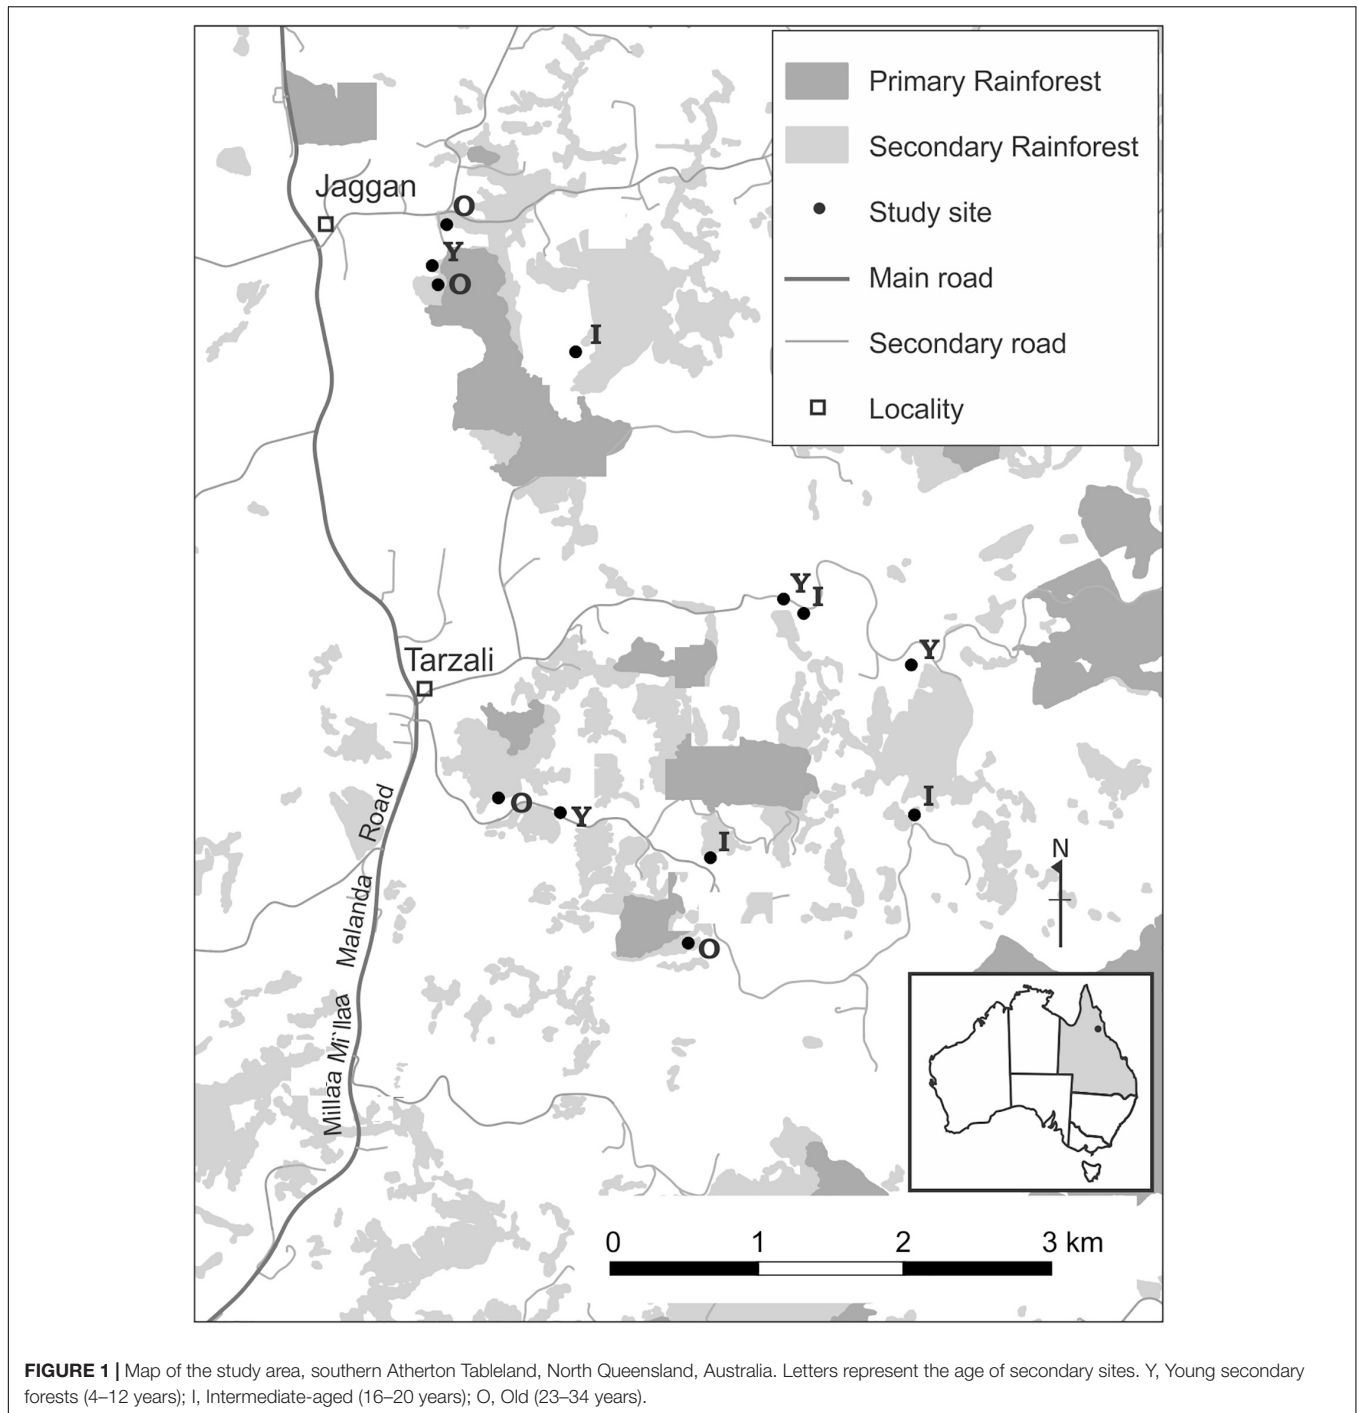 Primary Rainforest
Secondary Rainforest
Study site
Main road
Secondary road
Locality
Jaggan
O
Y
O
I
Y
I
Y
Tarzali
I
O
Y
I
O
N
Millaa Mi`llaa Malanda Road
0 1 2 3 km
FIGURE 1 | Map of the study area, southern Atherton Tableland, North Queensland, Australia. Letters represent the age of secondary sites. Y, Young secondary
forests (4–12 years); I, Intermediate-aged (16–20 years); O, Old (23–34 years).